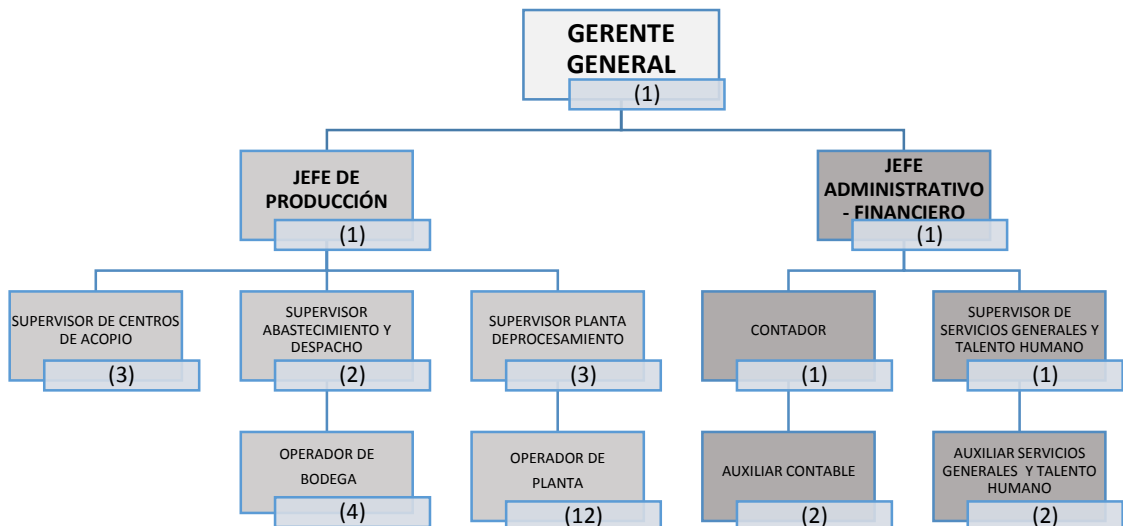 GERENTE
GENERAL
(1)
JEFE DE
PRODUCCIÓN
(1)
JEFE
ADMINISTRATIVO
- FINANCIERO
(1)
SUPERVISOR DE CENTROS
DE ACOPIO
(3)
SUPERVISOR
ABASTECIMIENTO Y
DESPACHO
(2)
SUPERVISOR PLANTA
DEPROCESAMIENTO
(3)
CONTADOR
(1)
SUPERVISOR DE
SERVICIOS GENERALES Y
TALENTO HUMANO
(1)
OPERADOR DE
BODEGA
(4)
OPERADOR DE
PLANTA
(12)
AUXILIAR CONTABLE
(2)
AUXILIAR SERVICIOS
GENERALES Y TALENTO
HUMANO
(2)